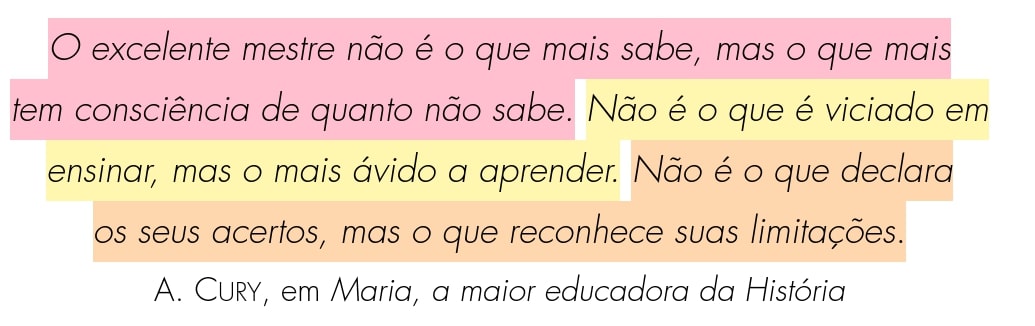 O excelente mestre não é o que mais sabe, mas o que mais
tem consciência de quanto não sabe. Não é o que é viciado em
ensinar, mas o mais ávido a aprender. Não é o que declara
os seus acertos, mas o que reconhece suas limitações.
A. CURY, em Maria, a maior educadora da História